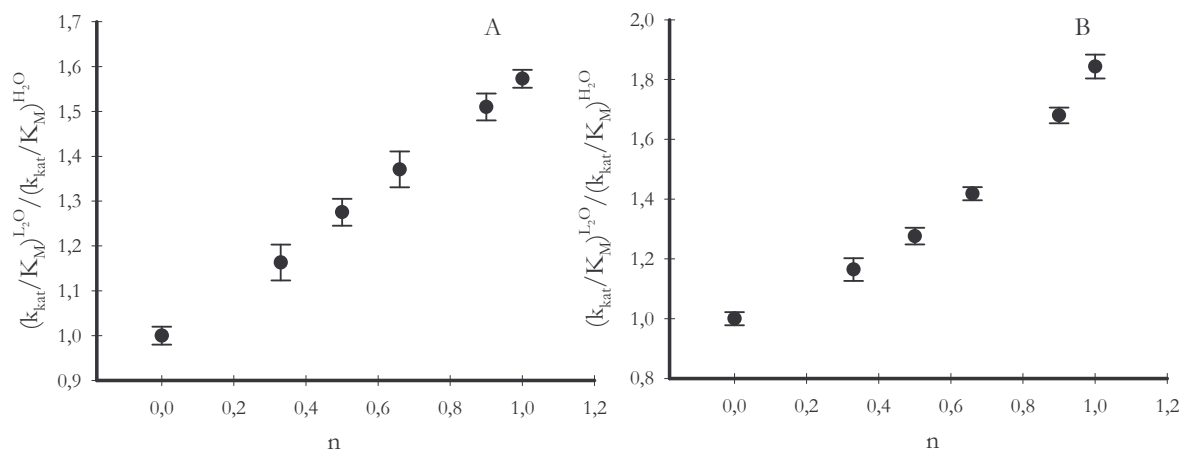 A
(k_kat/K_M)^L₂O/(k_kat/K_M)^H₂O
1,7
1,6
1,5
1,4
1,3
1,2
1,1
1,0
0,9
0,0 0,2 0,4 0,6 0,8 1,0 1,2
n
B
(k_kat/K_M)^L₂O/(k_kat/K_M)^H₂O
2,0
1,8
1,6
1,4
1,2
1,0
0,8
0,0 0,2 0,4 0,6 0,8 1,0 1,2
n